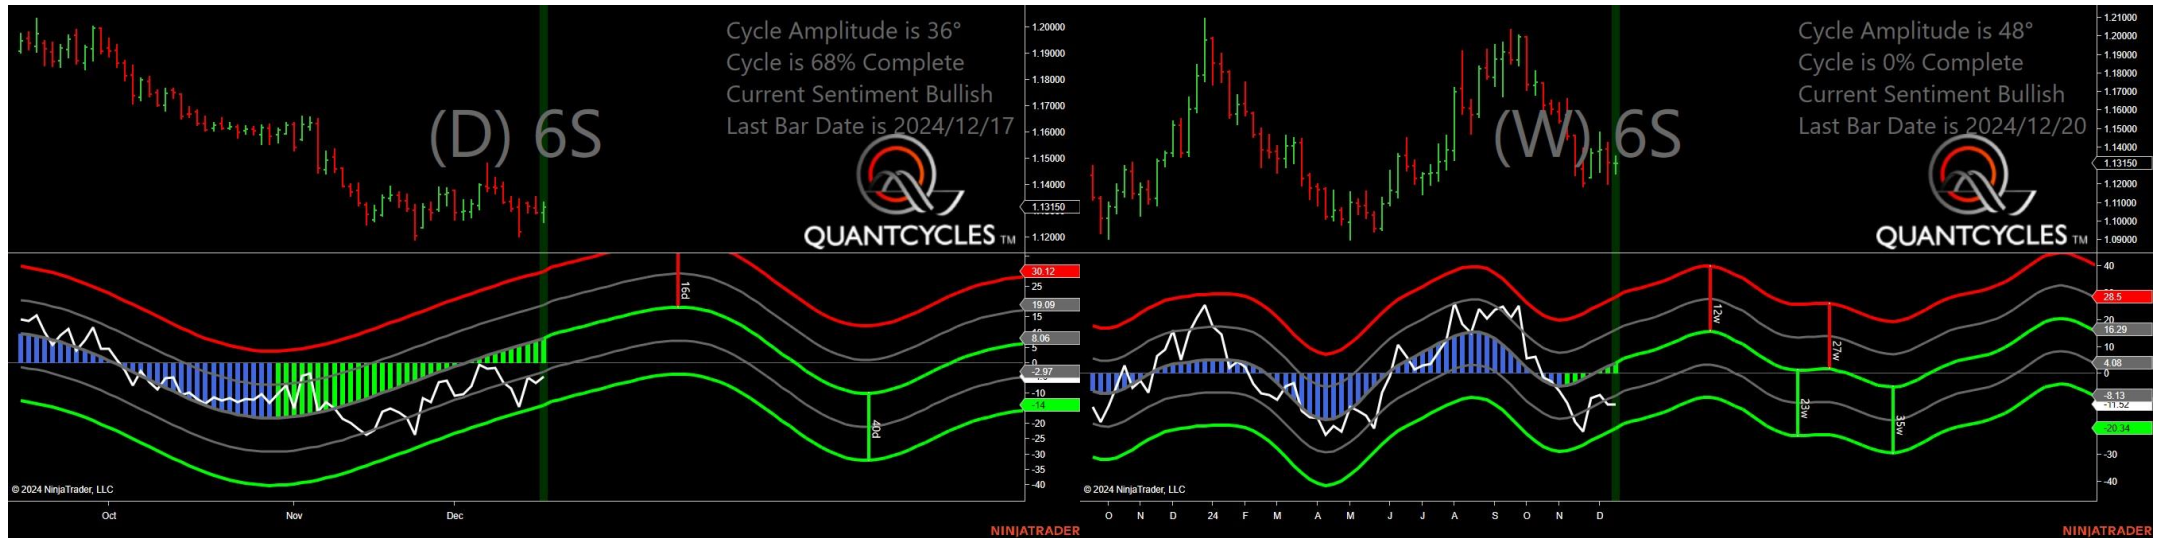 Cycle Amplitude is 36°
Cycle is 68% Complete
Current Sentiment Bullish
Last Bar Date is 2024/12/17
(D) 6S
QUANTCYCLES TM
1.20000
1.19000
1.18000
1.17000
1.16000
1.15000
1.14000
1.13150
1.12000
30.12
25
19.09
15
8.06
5
0
-2.97
-10
-14
-20
-25
-30
-35
-40
16d
40d
© 2024 NinjaTrader, LLC
Oct Nov Dec
NINJATRADER
Cycle Amplitude is 48°
Cycle is 0% Complete
Current Sentiment Bullish
Last Bar Date is 2024/12/20
(W) 6S
QUANTCYCLES TM
1.21000
1.20000
1.19000
1.18000
1.17000
1.16000
1.15000
1.14000
1.13150
1.12000
1.11000
1.10000
1.09000
40
28.5
20
16.29
10
4.08
0
-8.13
-11.52
-20.34
-30
-40
12w
27w
23w
35w
© 2024 NinjaTrader, LLC
O N D 24 F M A M J J A S O N D
NINJATRADER